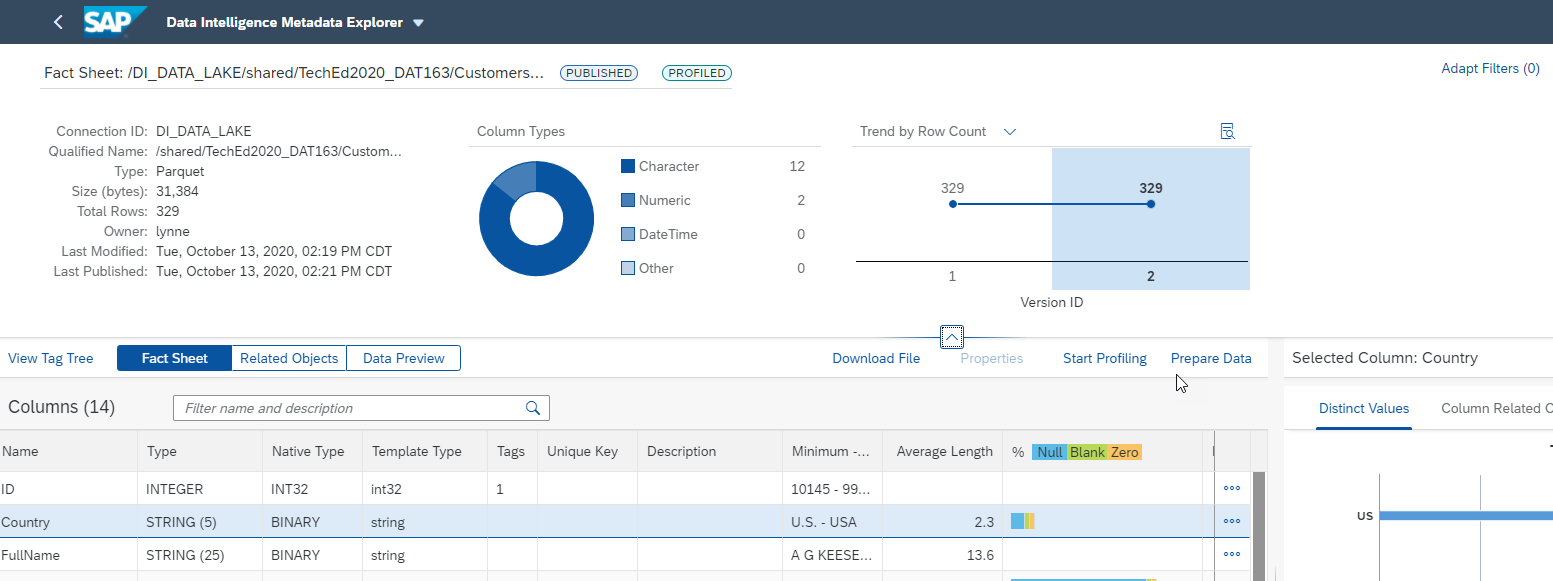 SAP Data Intelligence Metadata Explorer
Fact Sheet: /DI_DATA_LAKE/shared/TechEd2020_DAT163/Customers... PUBLISHED PROFILED
Adapt Filters (0)
Connection ID: DI_DATA_LAKE
Qualified Name: /shared/TechEd2020_DAT163/Custom...
Type: Parquet
Size (bytes): 31,384
Total Rows: 329
Owner: lynne
Last Modified: Tue, October 13, 2020, 02:19 PM CDT
Last Published: Tue, October 13, 2020, 02:21 PM CDT
Column Types
Character 12
Numeric 2
DateTime 0
Other 0
Trend by Row Count
329 329
1 2
Version ID
View Tag Tree Fact Sheet Related Objects Data Preview Download File Properties Start Profiling Prepare Data
Selected Column: Country
Columns (14) Filter name and description
Distinct Values Column Related
Name Type Native Type Template Type Tags Unique Key Description Minimum -... Average Length % Null Blank Zero
ID INTEGER INT32 int32 1 10145 - 99...
Country STRING (5) BINARY string U.S. - USA 2.3
FullName STRING (25) BINARY string A G KEESE... 13.6
US